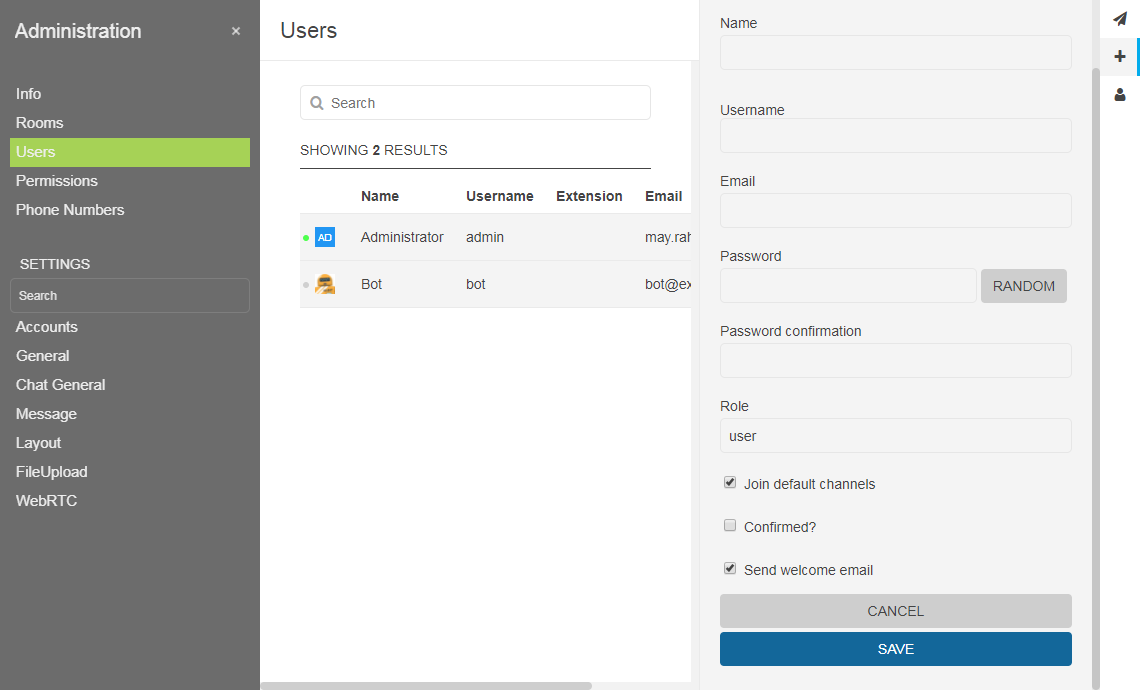 Administration
×
Info
Rooms
Users
Permissions
Phone Numbers
SETTINGS
Search
Accounts
General
Chat General
Message
Layout
FileUpload
WebRTC
Users
Search
SHOWING 2 RESULTS
Name Username Extension Email
AD Administrator admin may.rah
Bot bot bot@ex
Name
Username
Email
Password
RANDOM
Password confirmation
Role
user
Join default channels
Confirmed?
Send welcome email
CANCEL
SAVE